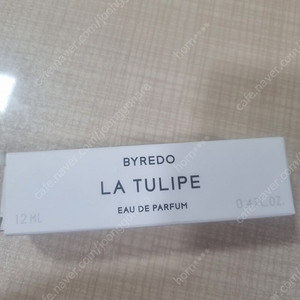 BYREDO
LA TULIPE
EAU DE PARFUM
12 ML 0.4 FL.OZ.